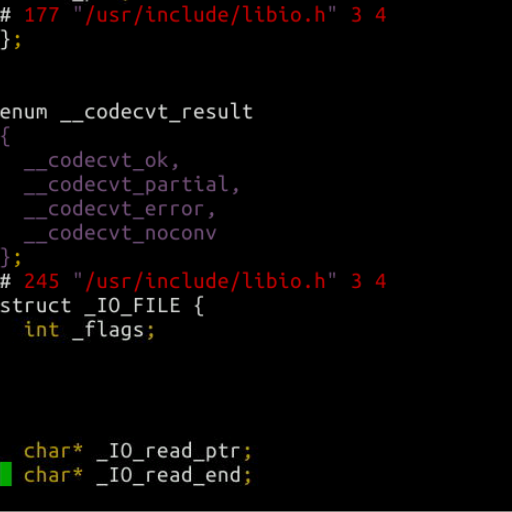 # 177 "/usr/include/libio.h" 3 4
};
enum __codecvt_result
{
  __codecvt_ok,
  __codecvt_partial,
  __codecvt_error,
  __codecvt_noconv
};
# 245 "/usr/include/libio.h" 3 4
struct _IO_FILE {
  int _flags;
  char* _IO_read_ptr;
  char* _IO_read_end;